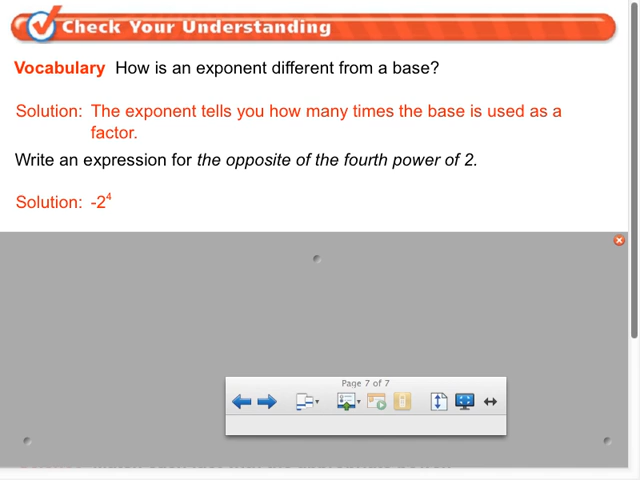 Check Your Understanding
Vocabulary How is an exponent different from a base?
Solution: The exponent tells you how many times the base is used as a
factor.
Write an expression for the opposite of the fourth power of 2.
Solution: -2⁴
Page 7 of 7